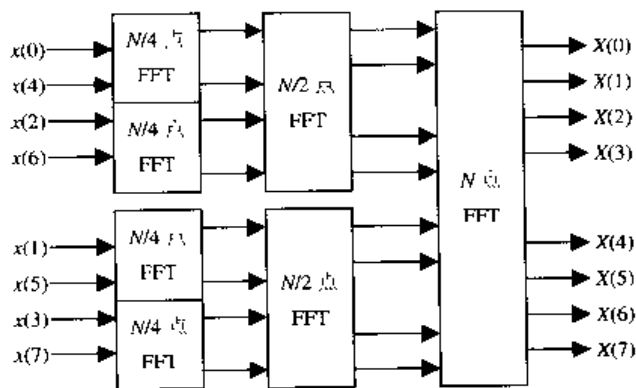 x(0)
x(4)
x(2)
x(6)
N/4 点
FFT
N/4 点
FFT
N/2 点
FFT
x(1)
x(5)
x(3)
x(7)
N/4 点
FFT
N/4 点
FFT
N/2 点
FFT
N 点
FFT
X(0)
X(1)
X(2)
X(3)
X(4)
X(5)
X(6)
X(7)